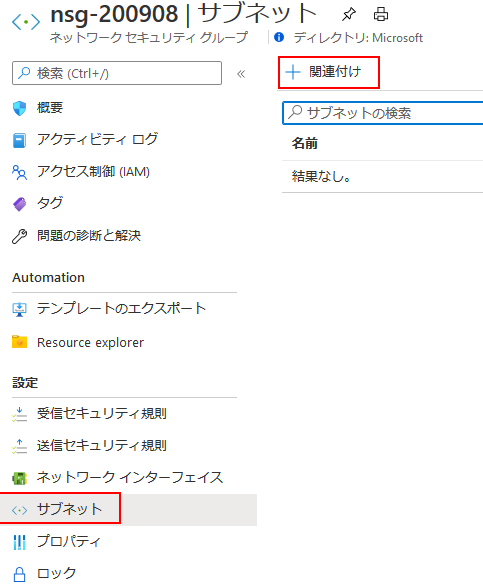 nsg-200908 | サブネット
ネットワーク セキュリティ グループ
ディレクトリ: Microsoft
検索 (Ctrl+/)
«
概要
アクティビティ ログ
アクセス制御 (IAM)
タグ
問題の診断と解決
Automation
テンプレートのエクスポート
Resource explorer
設定
受信セキュリティ規則
送信セキュリティ規則
ネットワーク インターフェイス
サブネット
プロパティ
ロック
+ 関連付け
サブネットの検索
名前
結果なし。